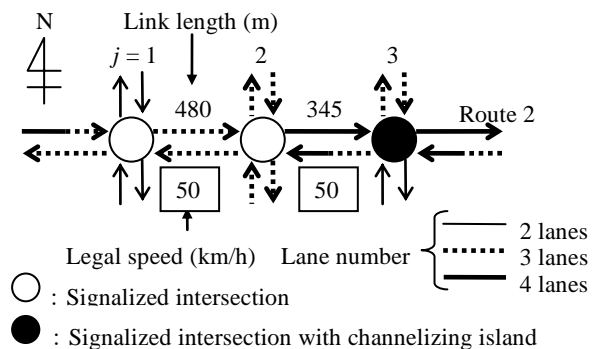 N
Link length (m)
j = 1
2
3
480
345
Route 2
50
50
Legal speed (km/h)
Lane number
2 lanes
3 lanes
4 lanes
: Signalized intersection
: Signalized intersection with channelizing island